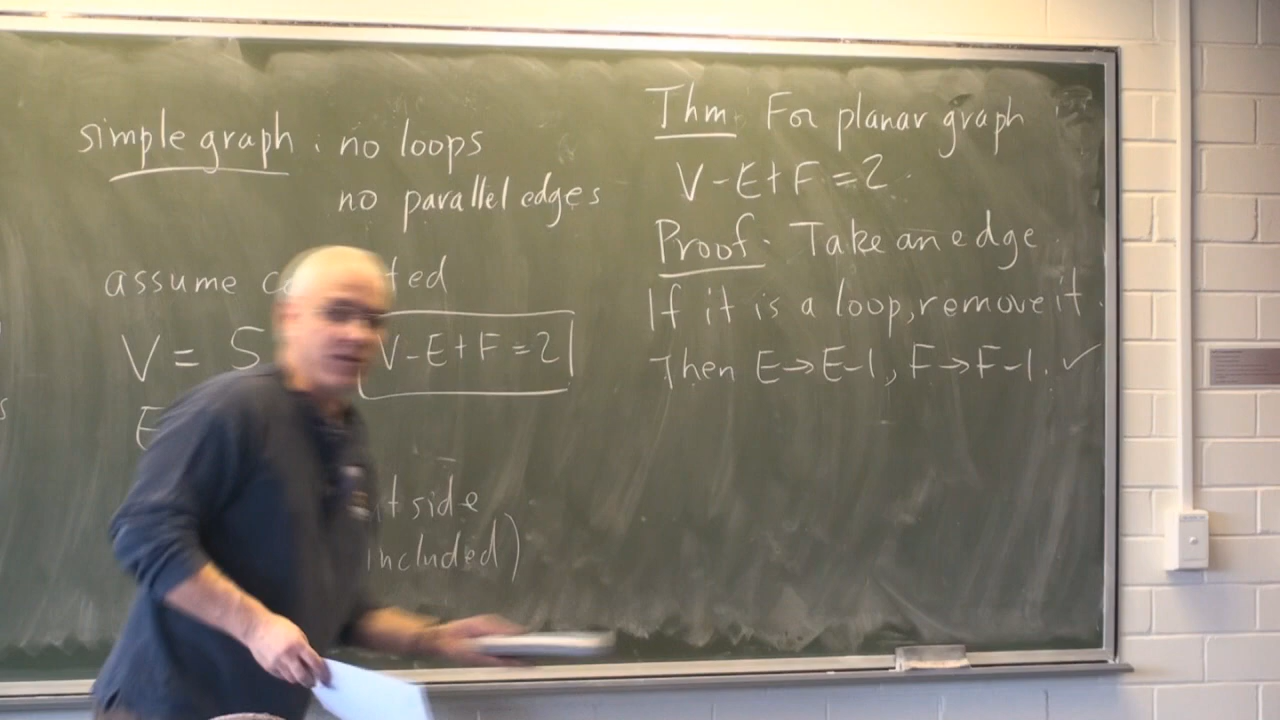 simple graph: no loops
no parallel edges
assume
V = 5
V-E+F=2
E
side
included)
Thm. For planar graph
V-E+F=2.
Proof. Take an edge
If it is a loop, remove it.
Then E→E-1, F→F-1. ✓